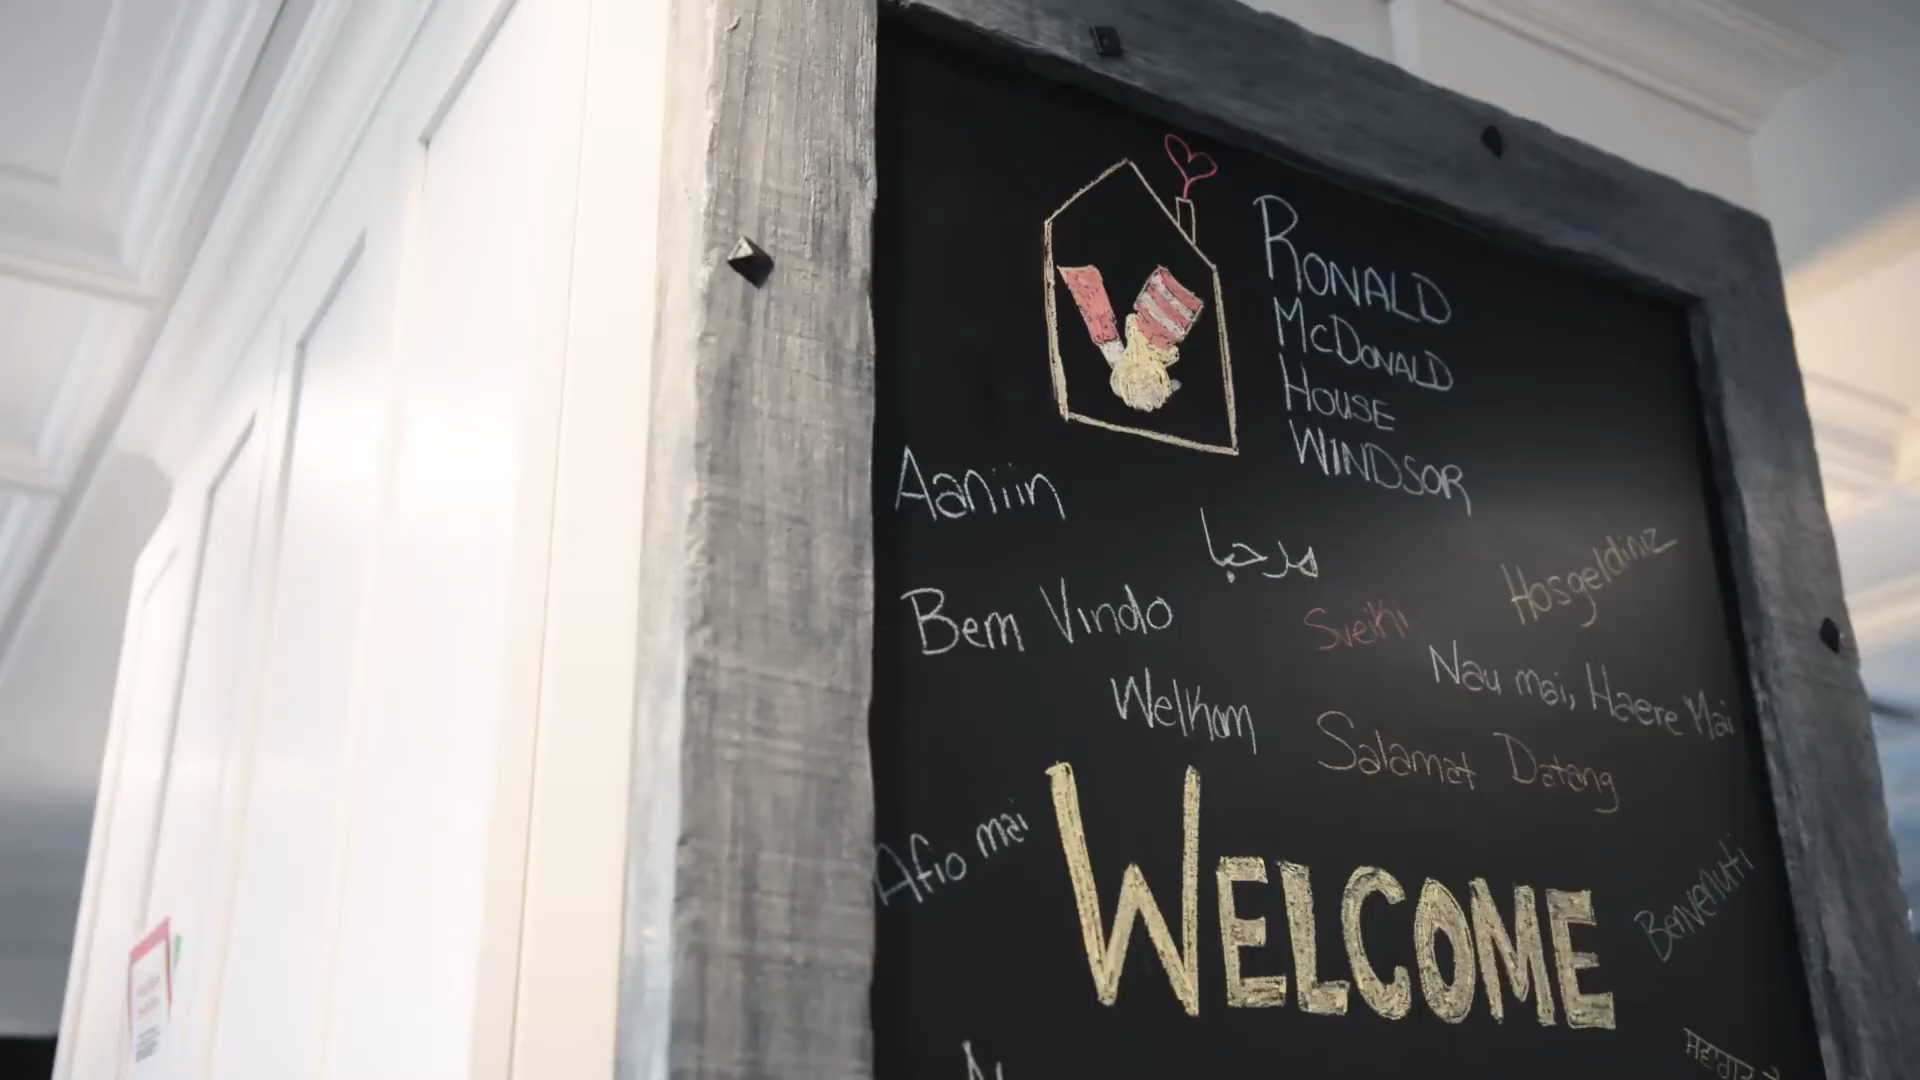 RONALD
McDONALD
HOUSE
WINDSOR
Aaniin
مرحبا
Hosgeldiniz
Bem Vindo
Sveiki
Nau mai, Haere Mai
Welkom
Salamat Datang
Afio mai
WELCOME
Benvenuti